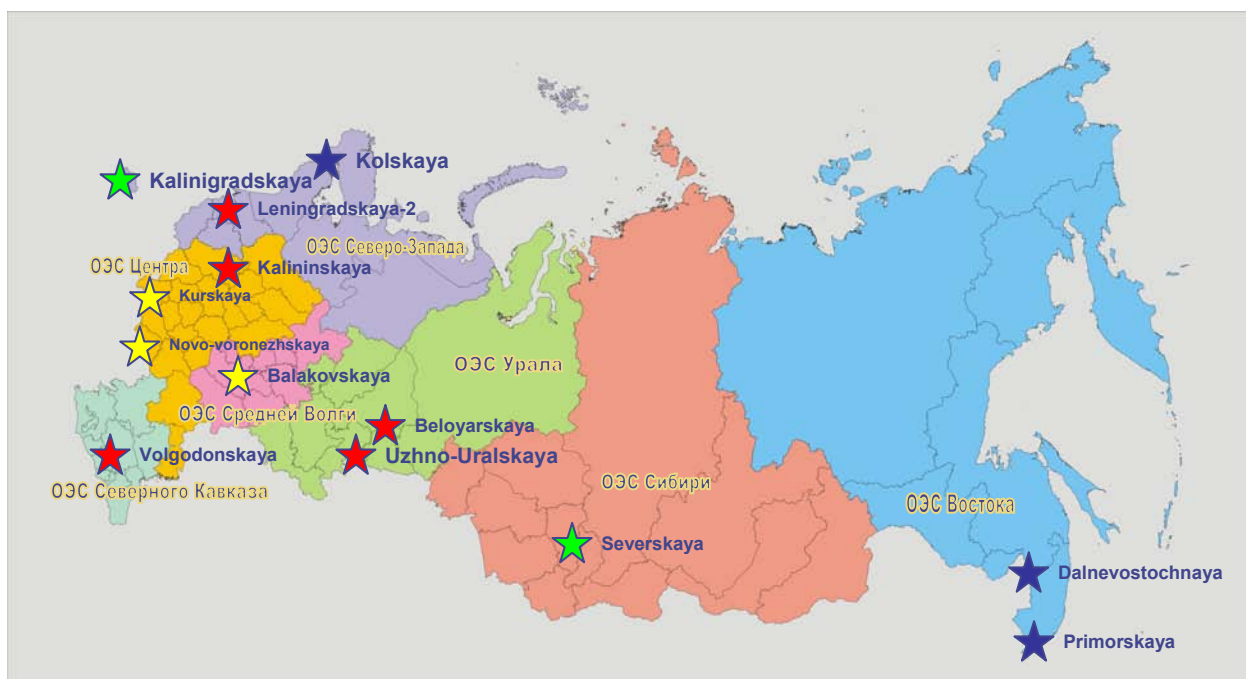 Kolskaya
Kalinigradskaya
Leningradskaya-2
ОЭС Северо-Запада
ОЭС Центра
Kalininskaya
Kurskaya
Novo-voronezhskaya
ОЭС Урала
Balakovskaya
ОЭС Средней Волги
Beloyarskaya
Volgodonskaya
Uzhno-Uralskaya
ОЭС Северного Кавказа
ОЭС Сибири
ОЭС Востока
Severskaya
Dalnevostochnaya
Primorskaya